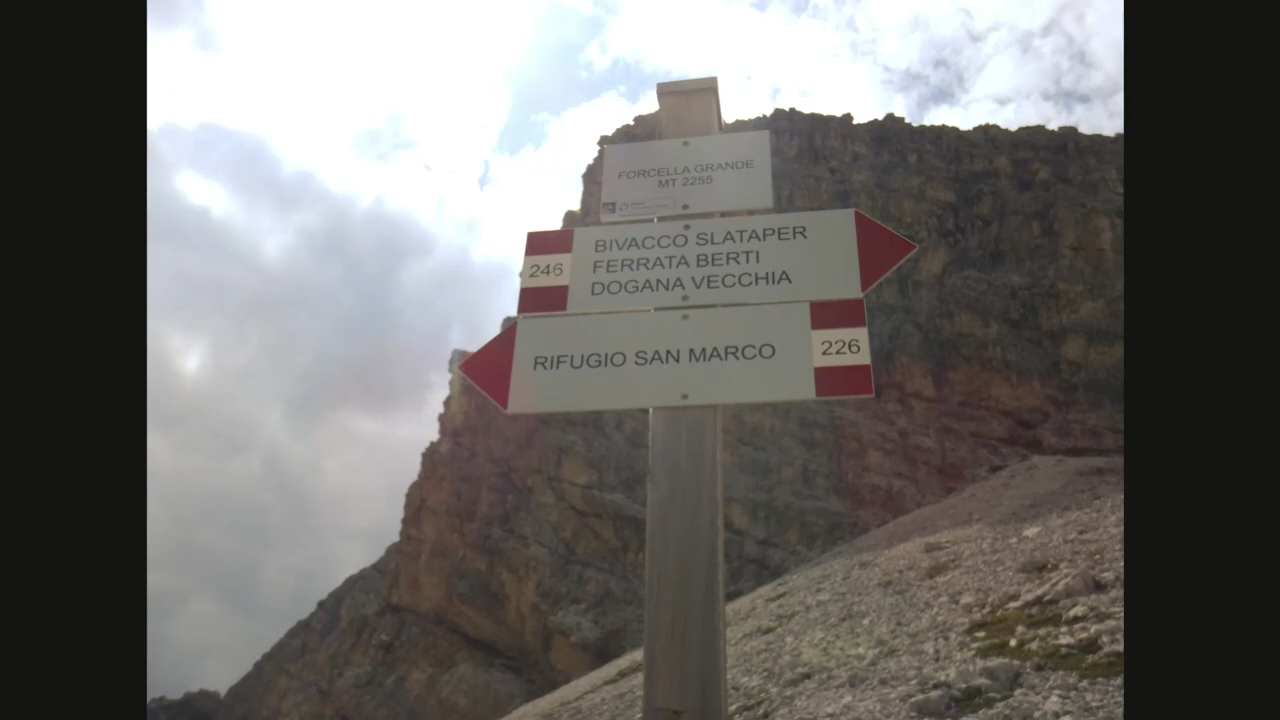 FORCELLA GRANDE
MT 2255
246
BIVACCO SLATAPER
FERRATA BERTI
DOGANA VECCHIA
RIFUGIO SAN MARCO
226